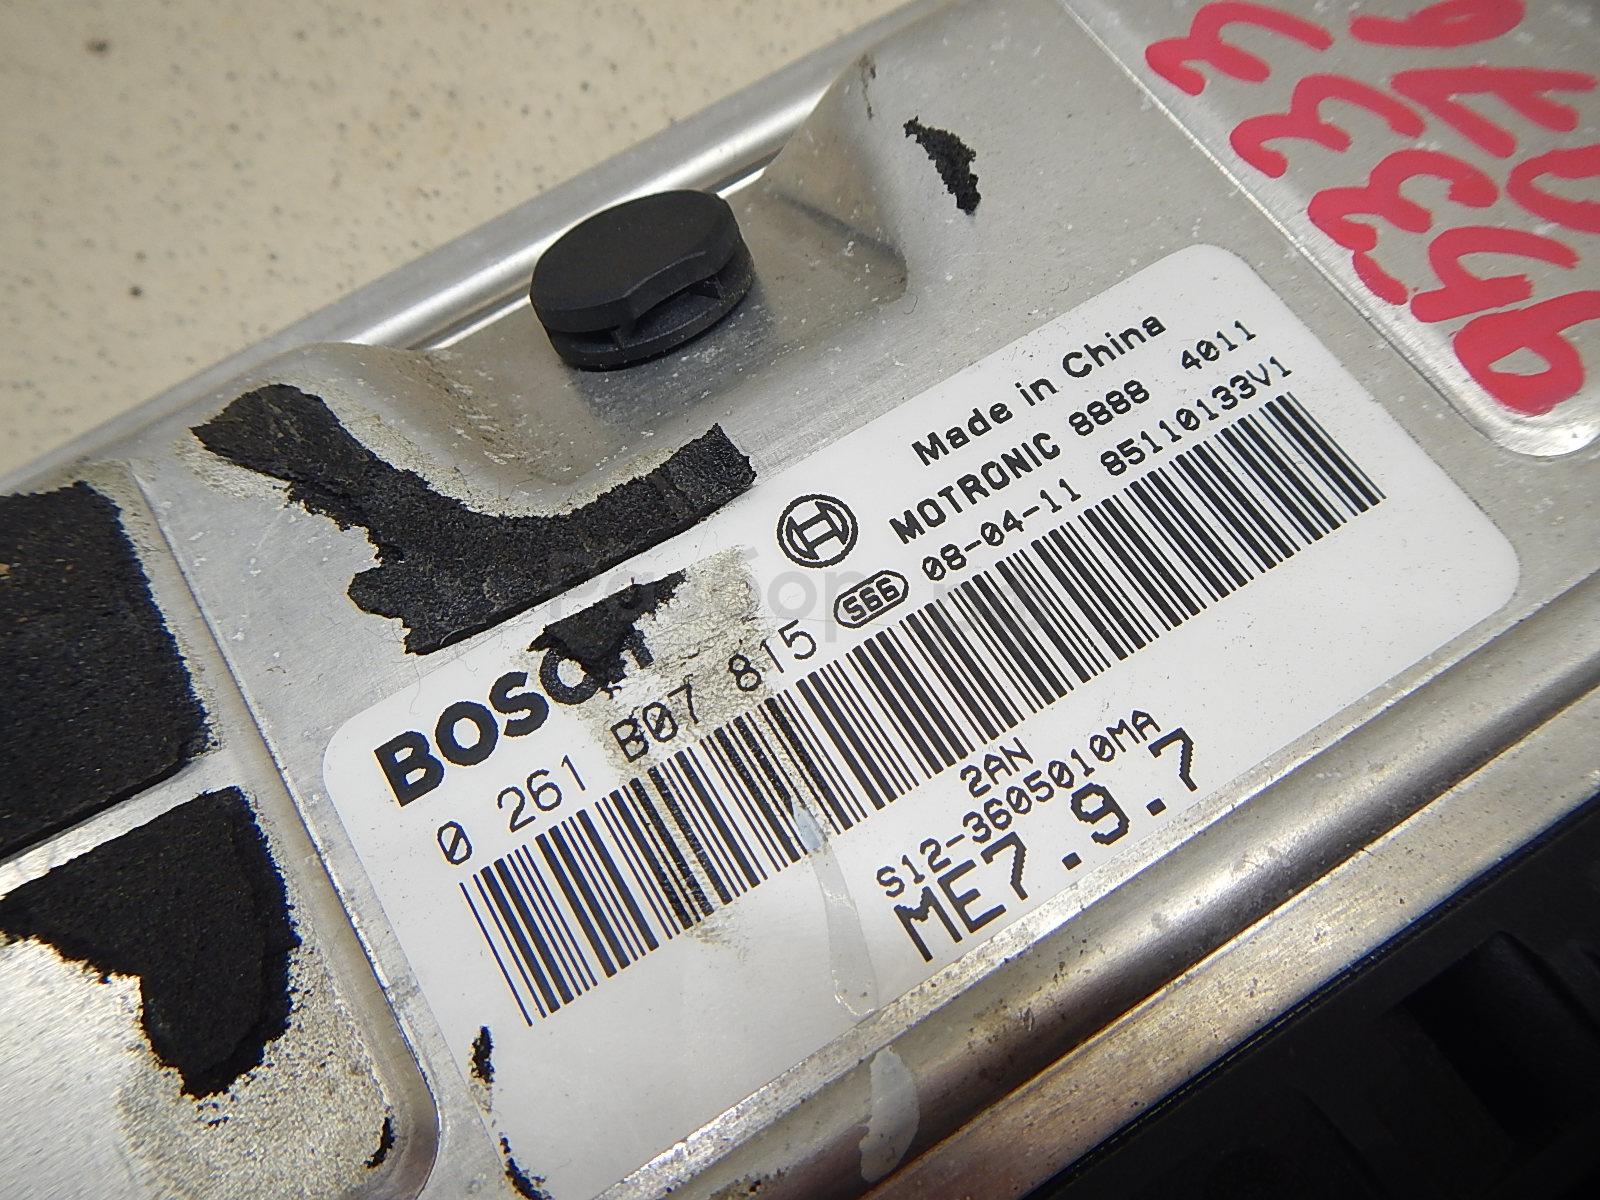 Made in China
MOTRONIC 8888 4011
S66 08-04-11 85110133V1
BOSCH
0 261 B07 815
2AN
S12-3605010MA
ME7.9.7